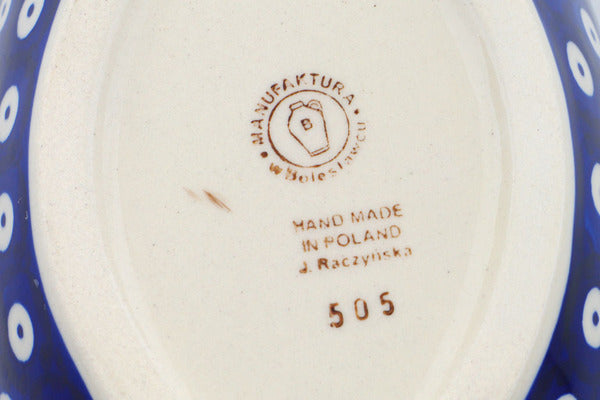 MANUFAKTURA
B
w Bolesławcu
HAND MADE
IN POLAND
J. Raczyńska
505